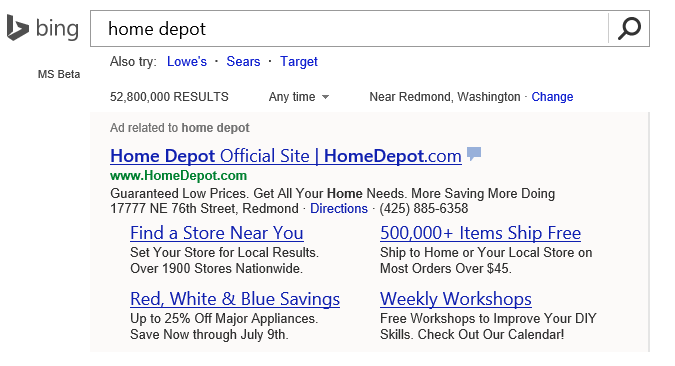 bing
home depot
MS Beta
Also try: Lowe's · Sears · Target
52,800,000 RESULTS Any time Near Redmond, Washington · Change
Ad related to home depot
Home Depot Official Site | HomeDepot.com
www.HomeDepot.com
Guaranteed Low Prices. Get All Your Home Needs. More Saving More Doing
17777 NE 76th Street, Redmond · Directions · (425) 885-6358
Find a Store Near You
Set Your Store for Local Results.
Over 1900 Stores Nationwide.
500,000+ Items Ship Free
Ship to Home or Your Local Store on
Most Orders Over $45.
Red, White & Blue Savings
Up to 25% Off Major Appliances.
Save Now through July 9th.
Weekly Workshops
Free Workshops to Improve Your DIY
Skills. Check Out Our Calendar!